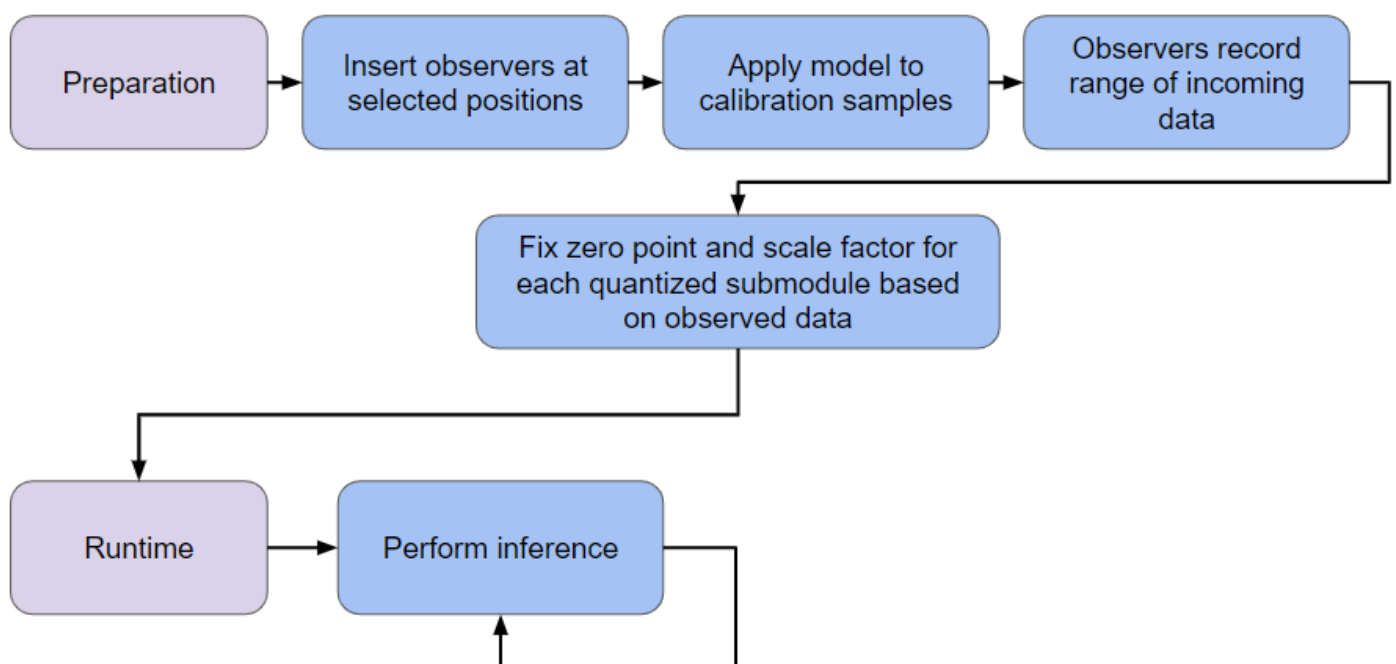 Preparation
Insert observers at
selected positions
Apply model to
calibration samples
Observers record
range of incoming
data
Fix zero point and scale factor for
each quantized submodule based
on observed data
Runtime
Perform inference